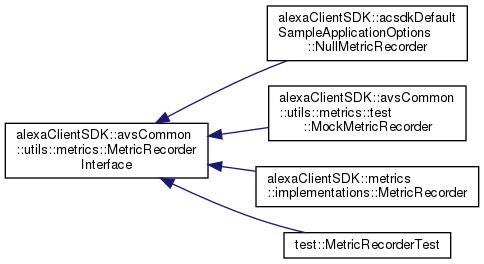 alexaClientSDK::acsdkDefault
SampleApplicationOptions
::NullMetricRecorder
alexaClientSDK::avsCommon
::utils::metrics::test
::MockMetricRecorder
alexaClientSDK::avsCommon
::utils::metrics::MetricRecorder
Interface
alexaClientSDK::metrics
::implementations::MetricRecorder
test::MetricRecorderTest